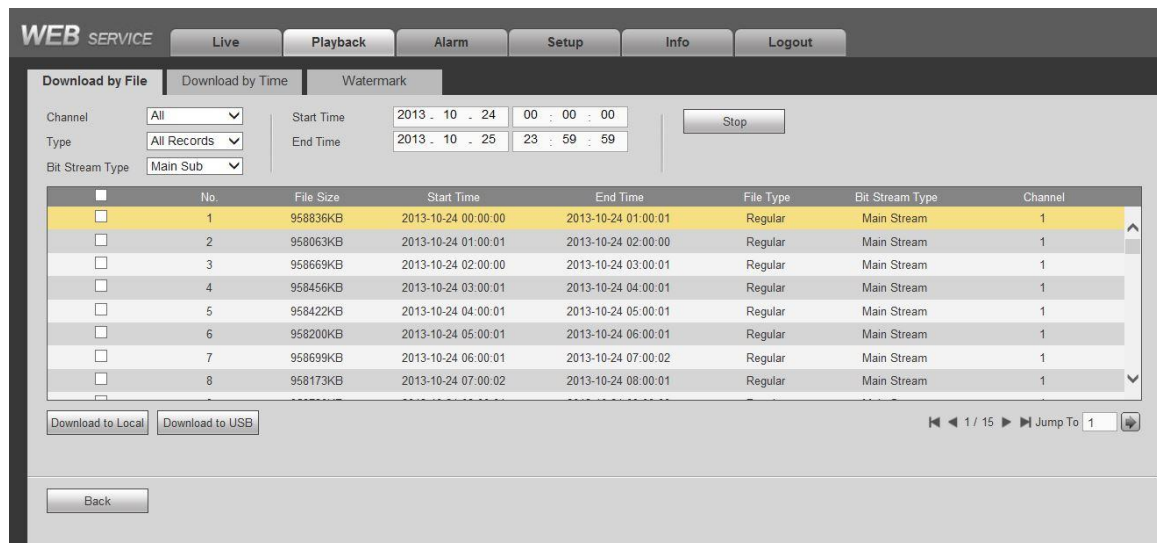 WEB SERVICE Live Playback Alarm Setup Info Logout
Download by File Download by Time Watermark
Channel All Start Time 2013 - 10 - 24 00 : 00 : 00 Stop
Type All Records End Time 2013 - 10 - 25 23 : 59 : 59
Bit Stream Type Main Sub
No. File Size Start Time End Time File Type Bit Stream Type Channel
1 958836KB 2013-10-24 00:00:00 2013-10-24 01:00:01 Regular Main Stream 1
2 958063KB 2013-10-24 01:00:01 2013-10-24 02:00:00 Regular Main Stream 1
3 958669KB 2013-10-24 02:00:00 2013-10-24 03:00:01 Regular Main Stream 1
4 958456KB 2013-10-24 03:00:01 2013-10-24 04:00:01 Regular Main Stream 1
5 958422KB 2013-10-24 04:00:01 2013-10-24 05:00:01 Regular Main Stream 1
6 958200KB 2013-10-24 05:00:01 2013-10-24 06:00:01 Regular Main Stream 1
7 958699KB 2013-10-24 06:00:01 2013-10-24 07:00:02 Regular Main Stream 1
8 958173KB 2013-10-24 07:00:02 2013-10-24 08:00:01 Regular Main Stream 1
Download to Local Download to USB 1 / 15 Jump To 1
Back